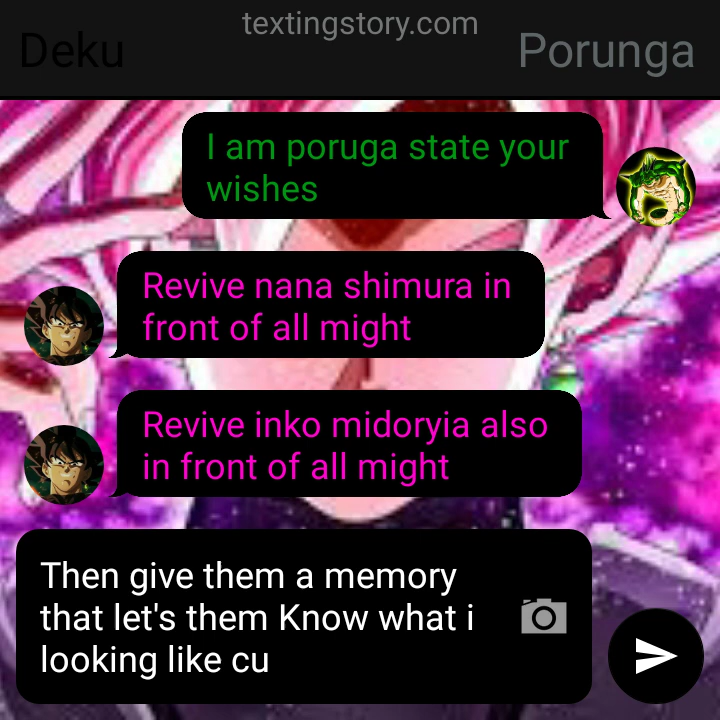 textingstory.com
Deku
Porunga
I am poruga state your
wishes
Revive nana shimura in
front of all might
Revive inko midoryia also
in front of all might
Then give them a memory
that let's them Know what i
looking like cu